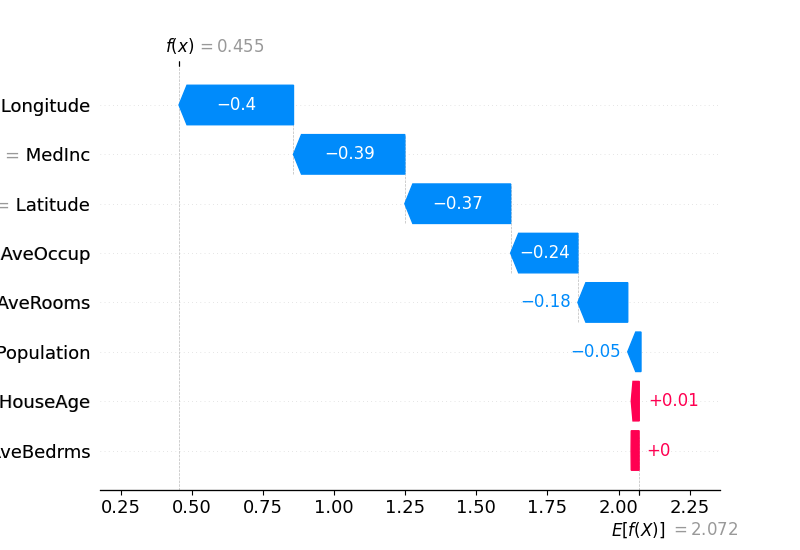 f(x) = 0.455
Longitude −0.4
= MedInc −0.39
= Latitude −0.37
AveOccup −0.24
AveRooms −0.18
Population −0.05
HouseAge +0.01
veBedrms +0
0.25 0.50 0.75 1.00 1.25 1.50 1.75 2.00 2.25
E[f(X)] = 2.072